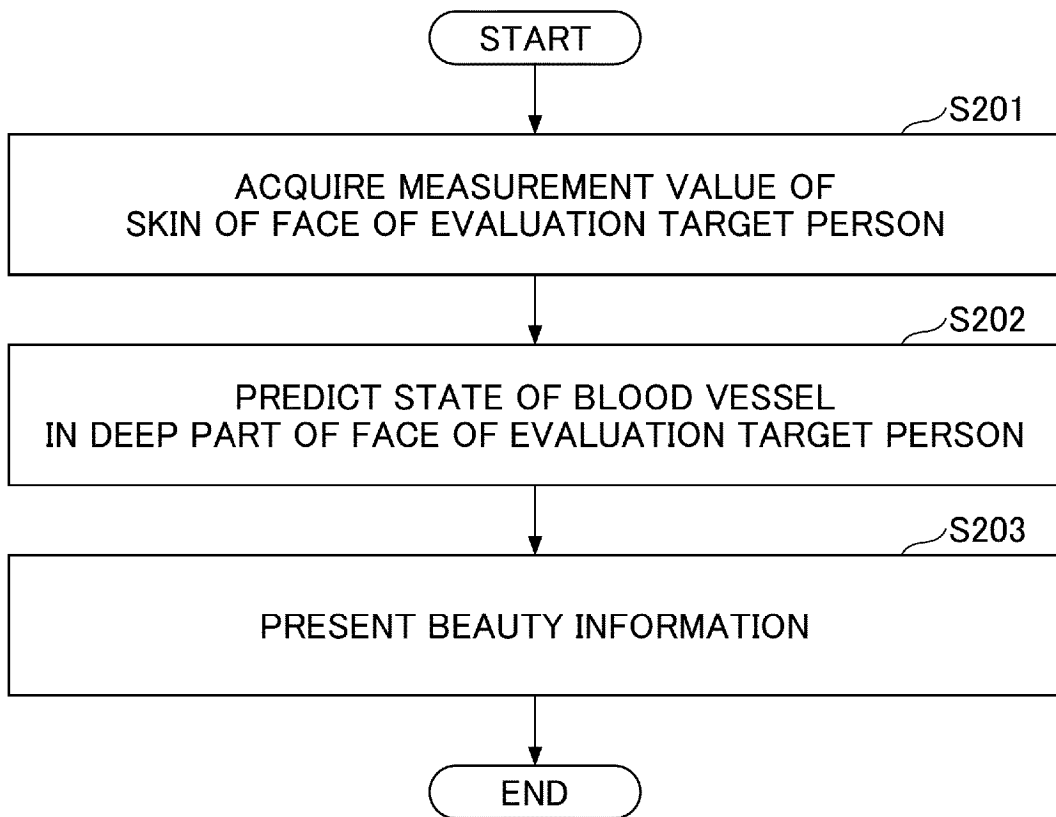 START
S201
ACQUIRE MEASUREMENT VALUE OF
SKIN OF FACE OF EVALUATION TARGET PERSON
S202
PREDICT STATE OF BLOOD VESSEL
IN DEEP PART OF FACE OF EVALUATION TARGET PERSON
S203
PRESENT BEAUTY INFORMATION
END